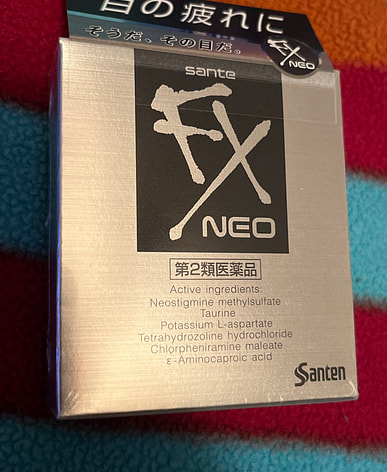 目の疲れに
そうだ、その目だ。
FX
NEO
sante
FX
NEO
第2類医薬品
Active ingredients:
Neostigmine methylsulfate
Taurine
Potassium L-aspartate
Tetrahydrozoline hydrochloride
Chlorpheniramine maleate
ε-Aminocaproic acid
Santen